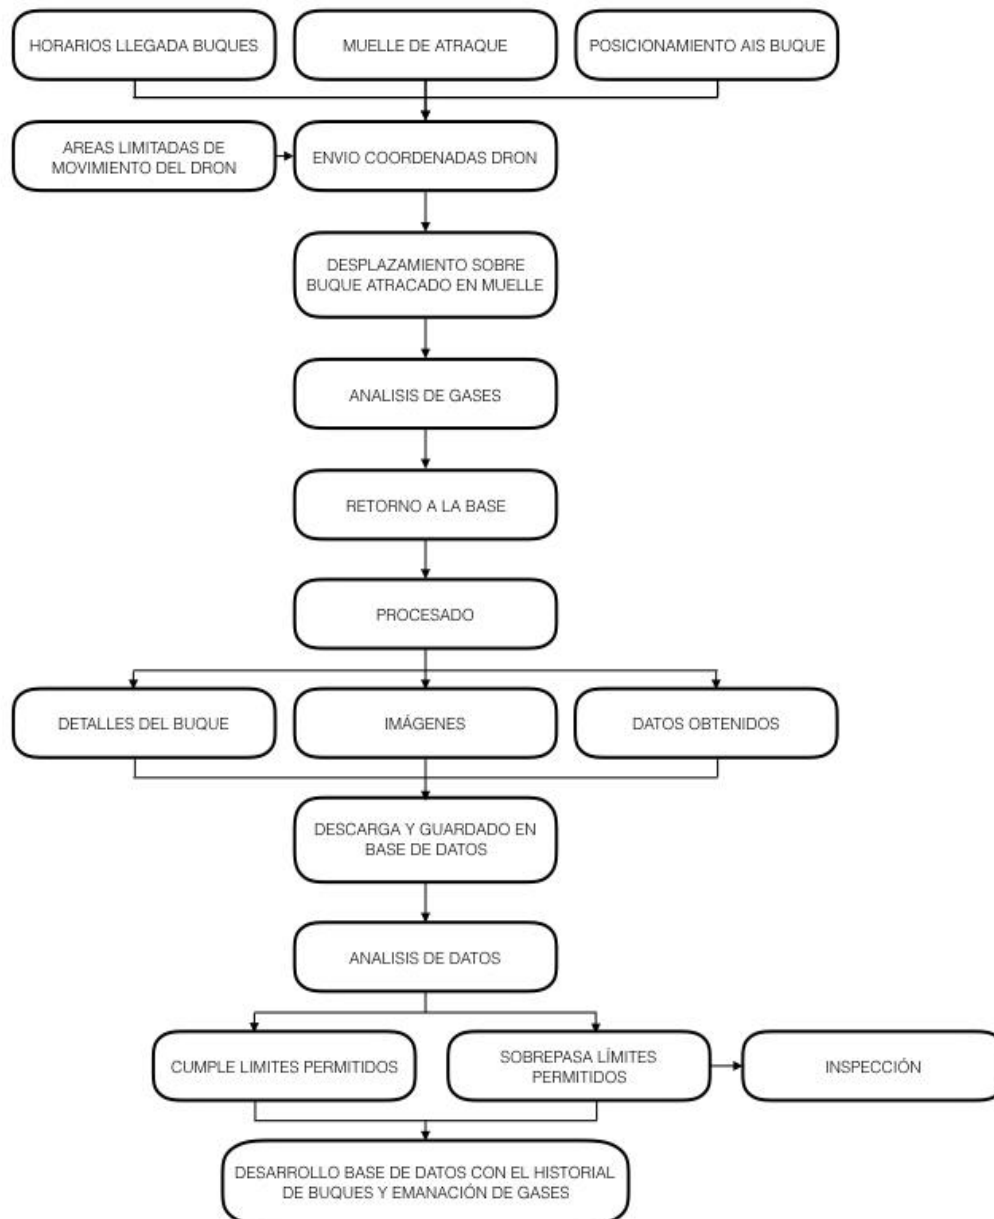 HORARIOS LLEGADA BUQUES
MUELLE DE ATRAQUE
POSICIONAMIENTO AIS BUQUE
AREAS LIMITADAS DE
MOVIMIENTO DEL DRON
ENVIO COORDENADAS DRON
DESPLAZAMIENTO SOBRE
BUQUE ATRACADO EN MUELLE
ANALISIS DE GASES
RETORNO A LA BASE
PROCESADO
DETALLES DEL BUQUE
IMÁGENES
DATOS OBTENIDOS
DESCARGA Y GUARDADO EN
BASE DE DATOS
ANALISIS DE DATOS
CUMPLE LIMITES PERMITIDOS
SOBREPASA LÍMITES
PERMITIDOS
INSPECCIÓN
DESARROLLO BASE DE DATOS CON EL HISTORIAL
DE BUQUES Y EMANACIÓN DE GASES